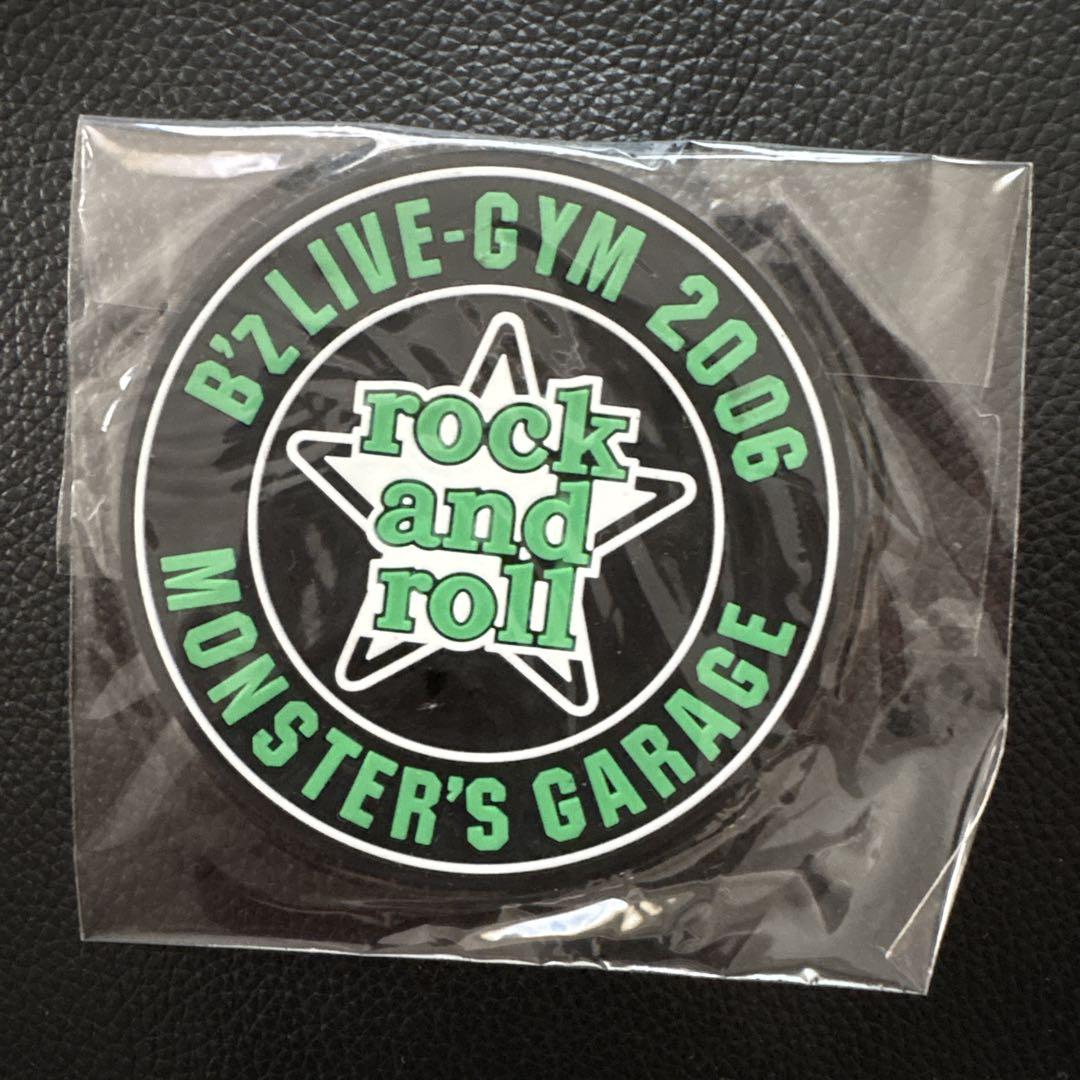 B'z LIVE-GYM 2006
rock
and
roll
MONSTER'S GARAGE